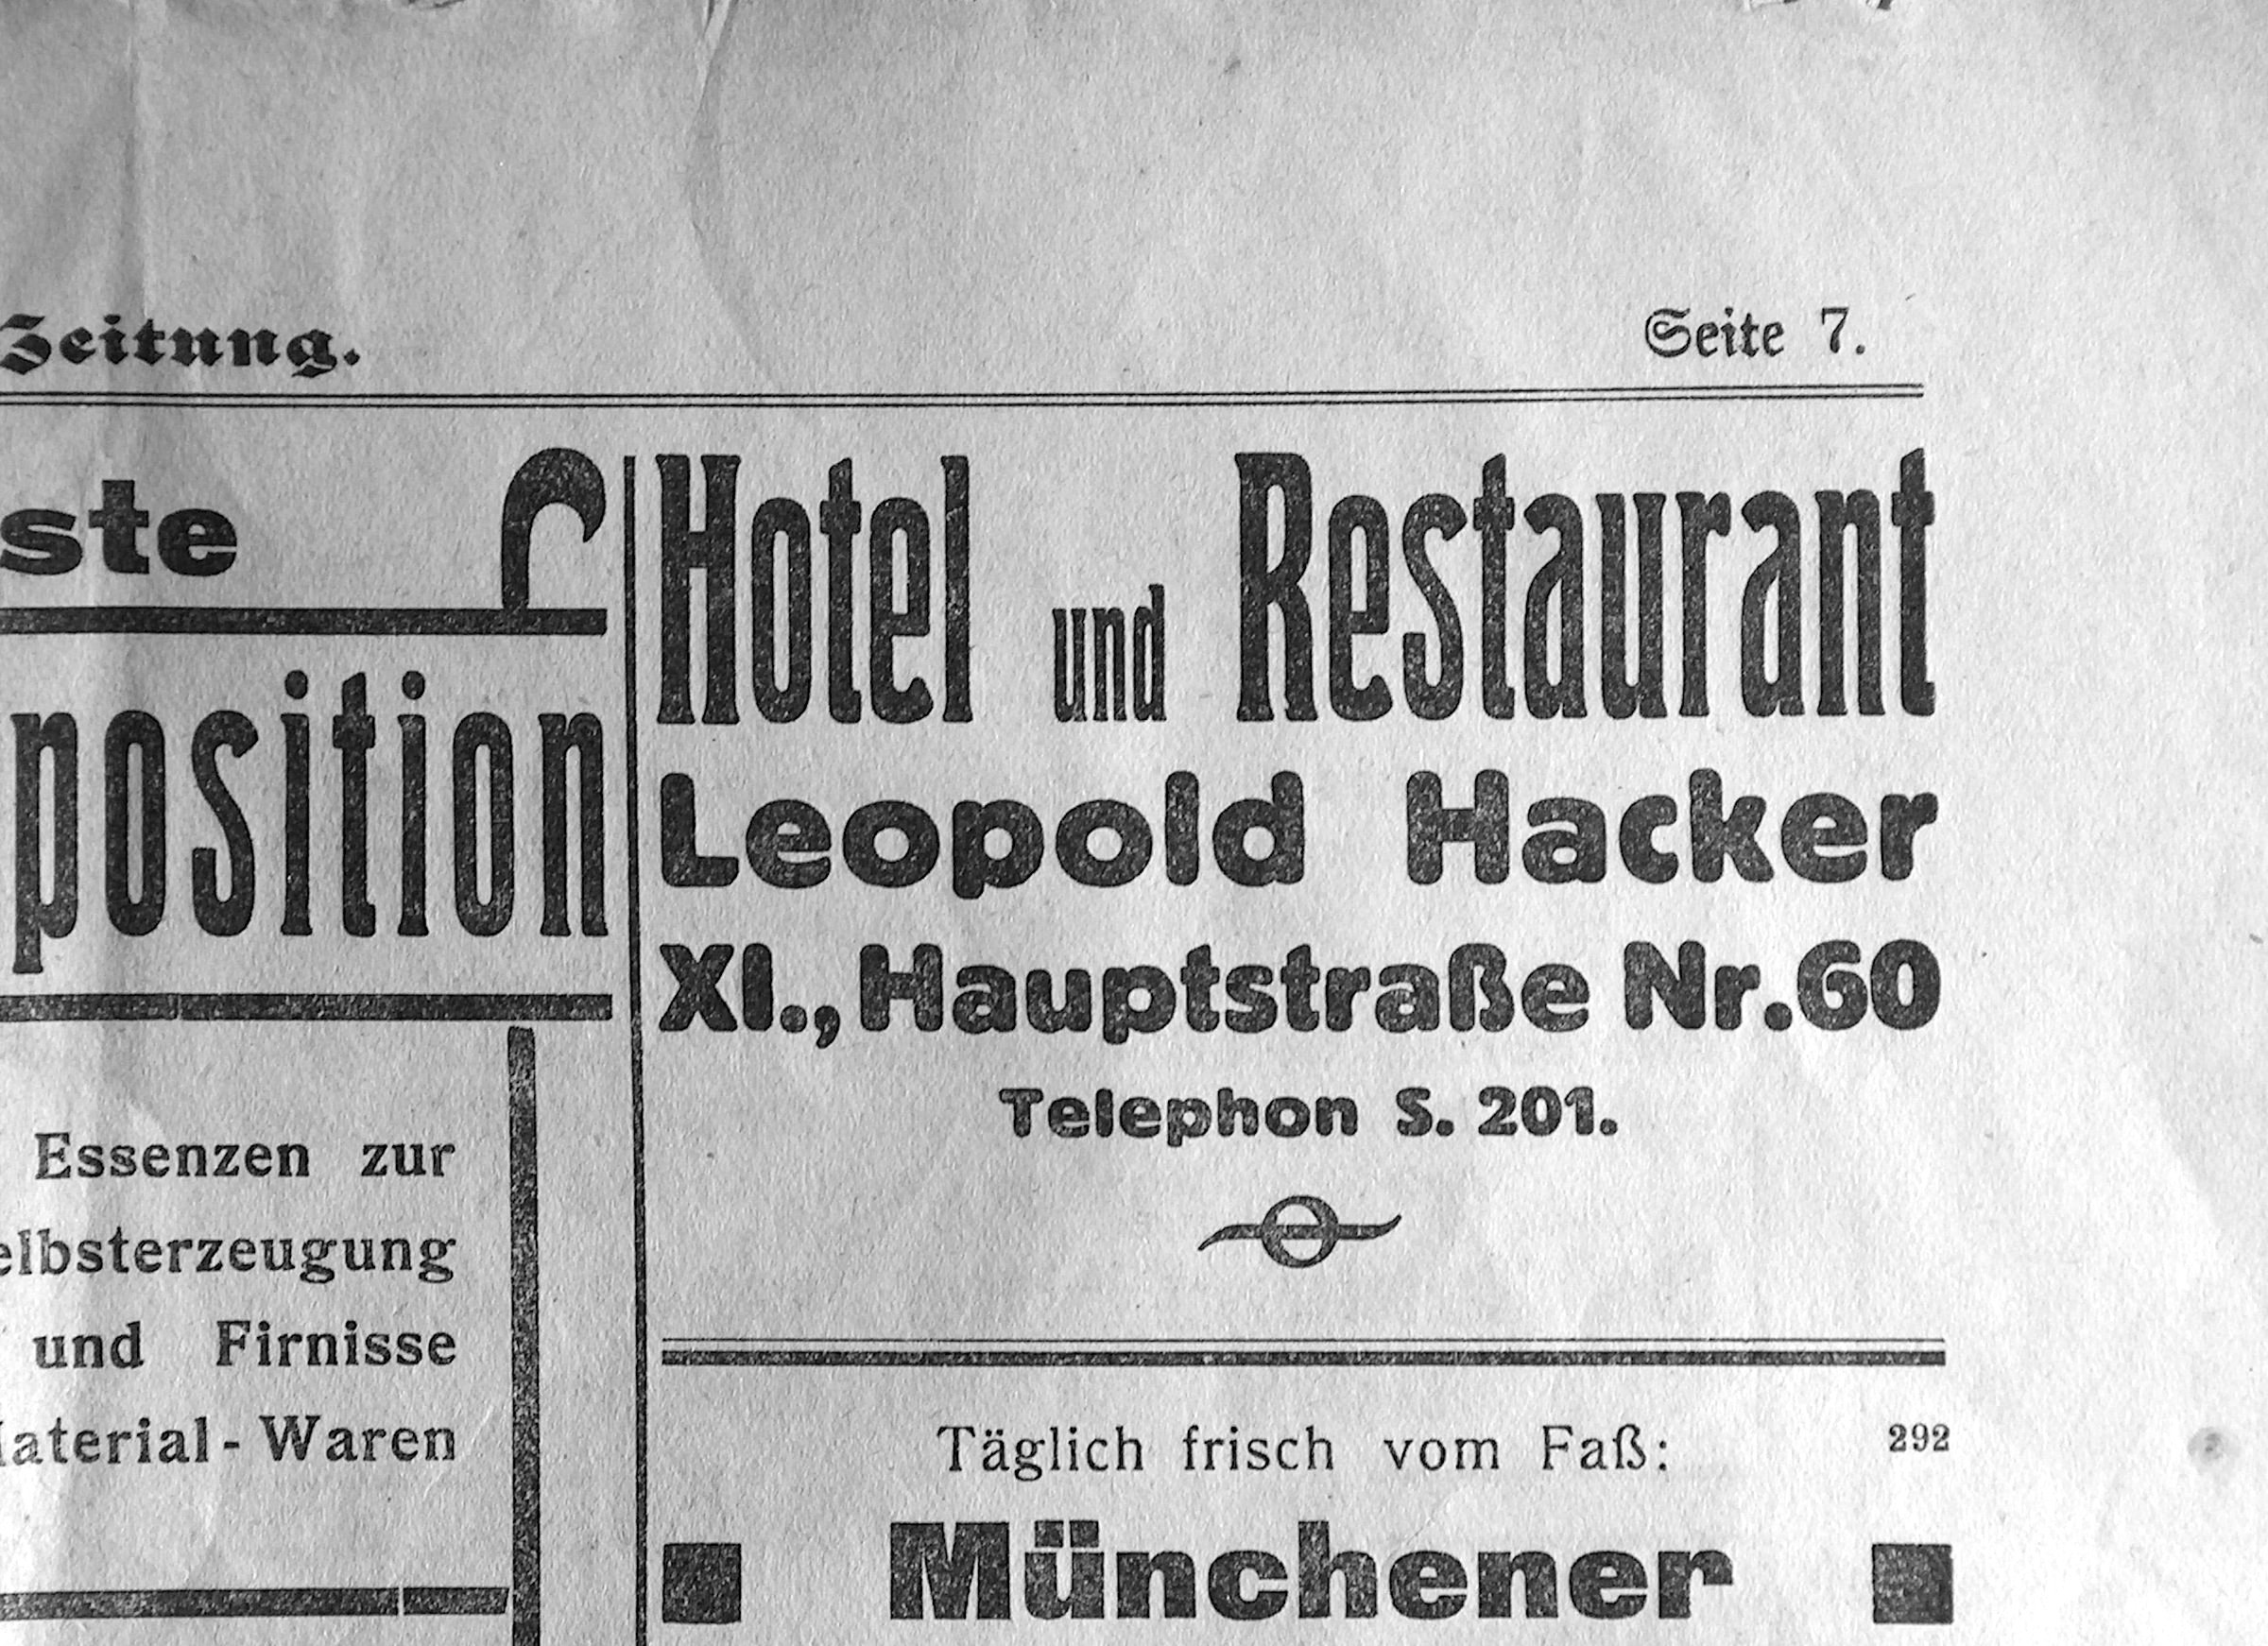 Zeitung.
Seite 7.
ste
position
Essenzen zur
elbsterzeugung
und Firnisse
aterial-Waren
Hotel und Restaurant
Leopold Hacker
XI., Hauptstraße Nr. 60
Telephon S. 201.
Täglich frisch vom Faß:
292
Münchener